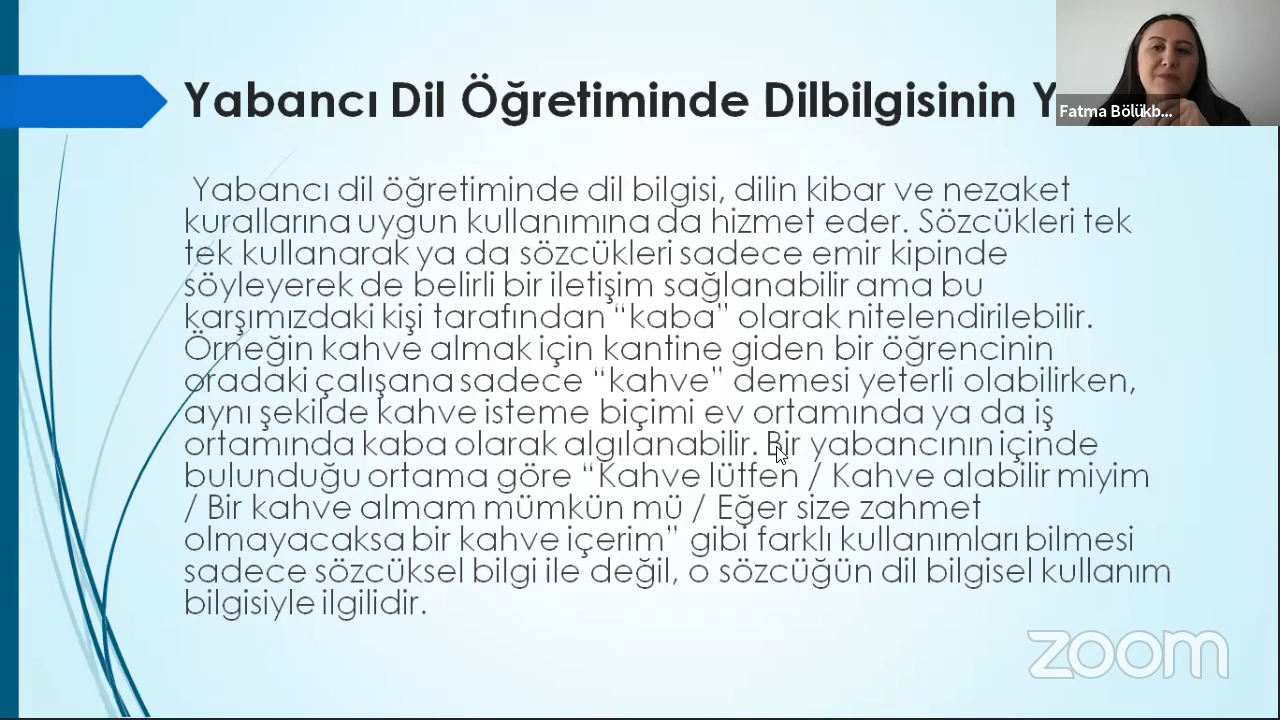 Yabancı Dil Öğretiminde Dilbilgisinin Y
Fatma Bölükb...
Yabancı dil öğretiminde dil bilgisi, dilin kibar ve nezaket
kurallarına uygun kullanımına da hizmet eder. Sözcükleri tek
tek kullanarak ya da sözcükleri sadece emir kipinde
söyleyerek de belirli bir iletişim sağlanabilir ama bu
karşımızdaki kişi tarafından “kaba” olarak nitelendirilebilir.
Örneğin kahve almak için kantine giden bir öğrencinin
oradaki çalışana sadece “kahve” demesi yeterli olabilirken,
aynı şekilde kahve isteme biçimi ev ortamında ya da iş
ortamında kaba olarak algılanabilir. Bir yabancının içinde
bulunduğu ortama göre “Kahve lütfen / Kahve alabilir miyim
/ Bir kahve almam mümkün mü / Eğer size zahmet
olmayacaksa bir kahve içerim” gibi farklı kullanımları bilmesi
sadece sözcüksel bilgi ile değil, o sözcüğün dil bilgisel kullanım
bilgisiyle ilgilidir.
zoom